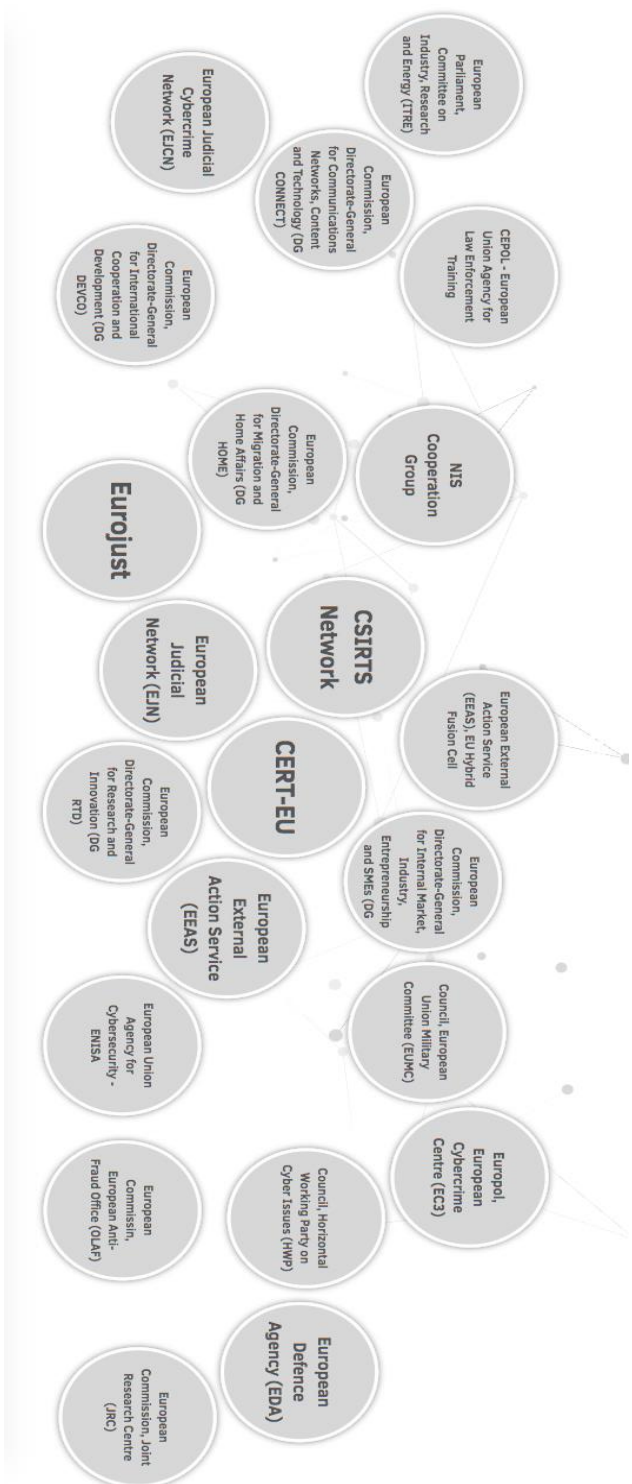 European
Parliament,
Committee on
Industry, Research
and Energy (ITRE)
CEPOL - European
Union Agency for
Law Enforcement
Training
NIS
Cooperation
Group
European External
Action Service
(EEAS), EU Hybrid
Fusion Cell
European
Commission,
Directorate-General
for Internal Market,
Industry,
Entrepreneurship
and SMEs (DG
Council, European
Union Military
Committee (EUMC)
Europol,
European
Cybercrime
Centre (EC3)
European
Commission,
Directorate-General
for Communications
Networks, Content
and Technology (DG
CONNECT)
CSIRTS
Network
Council, Horizontal
Working Party on
Cyber Issues (HWP)
European Judicial
Cybercrime
Network (EJCN)
European
Commission,
Directorate-General
for Migration and
Home Affairs (DG
HOME)
CERT-EU
European
External
Action Service
(EEAS)
European
Defence
Agency (EDA)
European
Commission,
Directorate-General
for International
Cooperation and
Development (DG
DEVCO)
Eurojust
European
Judicial
Network (EJN)
European
Commission,
Directorate-General
for Research and
Innovation (DG
RTD)
European Union
Agency for
Cybersecurity -
ENISA
European
Commissin,
European Anti-
Fraud Office (OLAF)
European
Commission, Joint
Research Centre
(JRC)